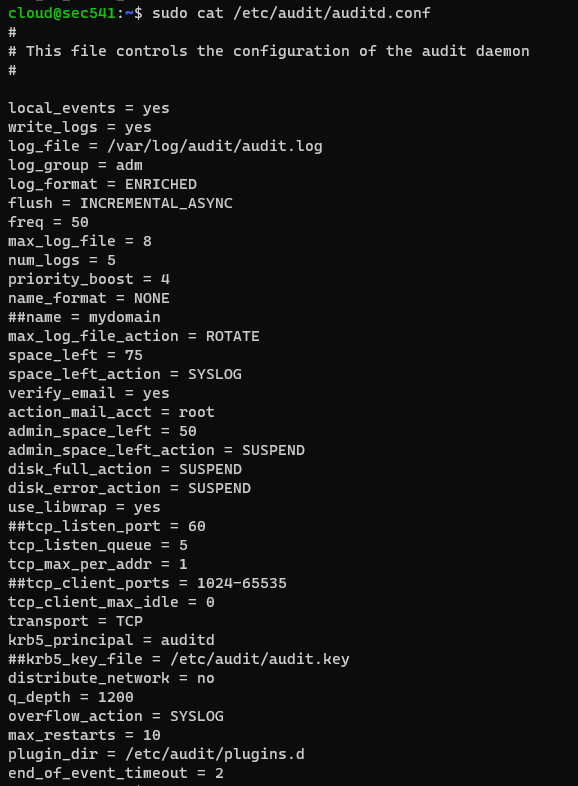 cloud@sec541:~$ sudo cat /etc/audit/auditd.conf
#
# This file controls the configuration of the audit daemon
#

local_events = yes
write_logs = yes
log_file = /var/log/audit/audit.log
log_group = adm
log_format = ENRICHED
flush = INCREMENTAL_ASYNC
freq = 50
max_log_file = 8
num_logs = 5
priority_boost = 4
name_format = NONE
##name = mydomain
max_log_file_action = ROTATE
space_left = 75
space_left_action = SYSLOG
verify_email = yes
action_mail_acct = root
admin_space_left = 50
admin_space_left_action = SUSPEND
disk_full_action = SUSPEND
disk_error_action = SUSPEND
use_libwrap = yes
##tcp_listen_port = 60
tcp_listen_queue = 5
tcp_max_per_addr = 1
##tcp_client_ports = 1024-65535
tcp_client_max_idle = 0
transport = TCP
krb5_principal = auditd
##krb5_key_file = /etc/audit/audit.key
distribute_network = no
q_depth = 1200
overflow_action = SYSLOG
max_restarts = 10
plugin_dir = /etc/audit/plugins.d
end_of_event_timeout = 2